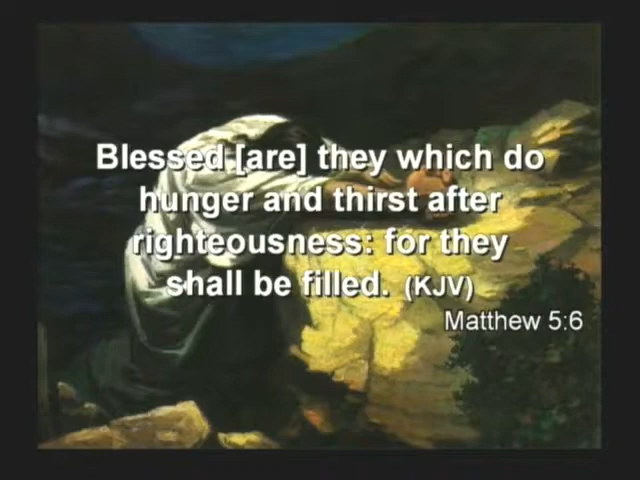 Blessed [are] they which do
hunger and thirst after
righteousness: for they
shall be filled. (KJV)
Matthew 5:6